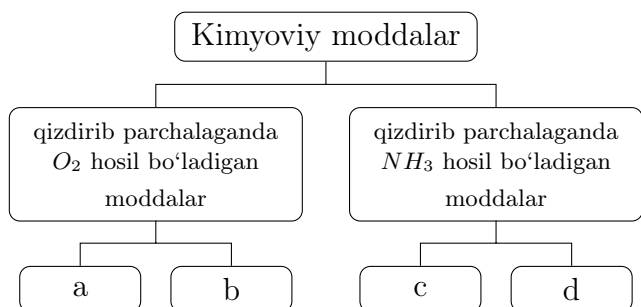 Kimyoviy moddalar
qizdirib parchalaganda
O₂ hosil bo‘ladigan
moddalar
qizdirib parchalaganda
NH₃ hosil bo‘ladigan
moddalar
a
b
c
d